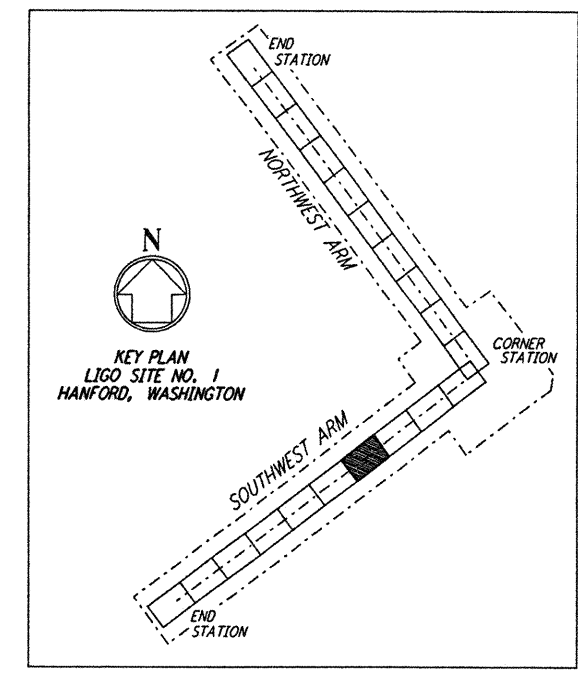 END
STATION
NORTHWEST ARM
N
KEY PLAN
LIGO SITE NO. 1
HANFORD, WASHINGTON
CORNER
STATION
SOUTHWEST ARM
END
STATION